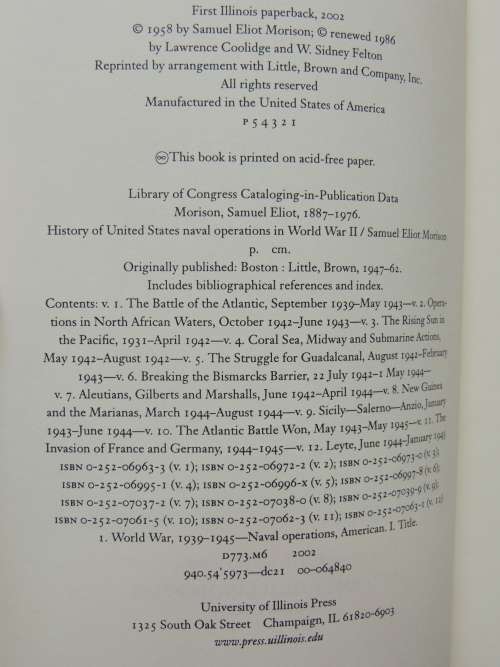 First Illinois paperback, 2002
© 1958 by Samuel Eliot Morison; © renewed 1986
by Lawrence Coolidge and W. Sidney Felton
Reprinted by arrangement with Little, Brown and Company, Inc.
All rights reserved
Manufactured in the United States of America
P 5 4 3 2 1
♾This book is printed on acid-free paper.
Library of Congress Cataloging-in-Publication Data
Morison, Samuel Eliot, 1887–1976.
History of United States naval operations in World War II / Samuel Eliot Morison
p. cm.
Originally published: Boston : Little, Brown, 1947–62.
Includes bibliographical references and index.
Contents: v. 1. The Battle of the Atlantic, September 1939–May 1943—v. 2. Opera-
tions in North African Waters, October 1942–June 1943—v. 3. The Rising Sun in
the Pacific, 1931–April 1942—v. 4. Coral Sea, Midway and Submarine Actions,
May 1942–August 1942—v. 5. The Struggle for Guadalcanal, August 1942–February
1943—v. 6. Breaking the Bismarcks Barrier, 22 July 1942–1 May 1944—
v. 7. Aleutians, Gilberts and Marshalls, June 1942–April 1944—v. 8. New Guinea
and the Marianas, March 1944–August 1944—v. 9. Sicily—Salerno—Anzio, January
1943–June 1944—v. 10. The Atlantic Battle Won, May 1943–May 1945—v. 11. The
Invasion of France and Germany, 1944–1945—v. 12. Leyte, June 1944–January 1945
ISBN 0-252-06963-3 (v. 1); ISBN 0-252-06972-2 (v. 2); ISBN 0-252-06973-0 (v. 3);
ISBN 0-252-06995-1 (v. 4); ISBN 0-252-06996-X (v. 5); ISBN 0-252-06997-8 (v. 6);
ISBN 0-252-07037-2 (v. 7); ISBN 0-252-07038-0 (v. 8); ISBN 0-252-07039-9 (v. 9);
ISBN 0-252-07061-5 (v. 10); ISBN 0-252-07062-3 (v. 11); ISBN 0-252-07063-1 (v. 12)
1. World War, 1939–1945—Naval operations, American. I. Title.
D773.M6 2002
940.54'5973—dc21 00-064840
University of Illinois Press
1325 South Oak Street Champaign, IL 61820-6903
www.press.uillinois.edu